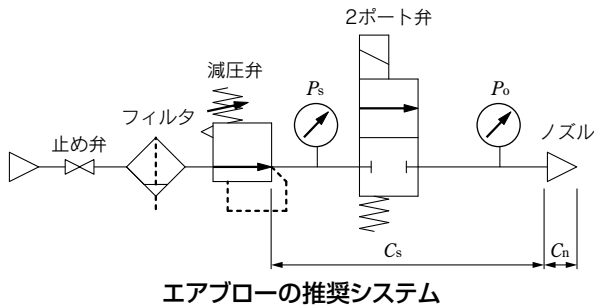 2ポート弁
減圧弁
Ps
Po
フィルタ
ノズル
止め弁
Cs
Cn
エアブローの推奨システム